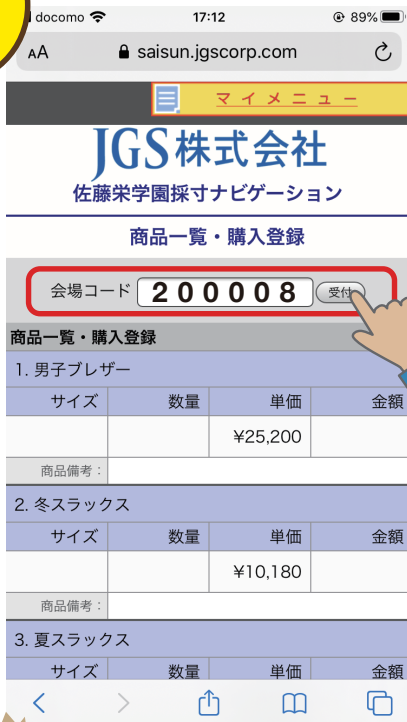 docomo 17:12 89%
AA saisun.jgscorp.com
マイメニュー
JGS株式会社
佐藤栄学園採寸ナビゲーション
商品一覧・購入登録
会場コード 200008 受付
商品一覧・購入登録
1. 男子ブレザー
サイズ 数量 単価 金額
¥25,200
商品備考:
2. 冬スラックス
サイズ 数量 単価 金額
¥10,180
商品備考:
3. 夏スラックス
サイズ 数量 単価 金額